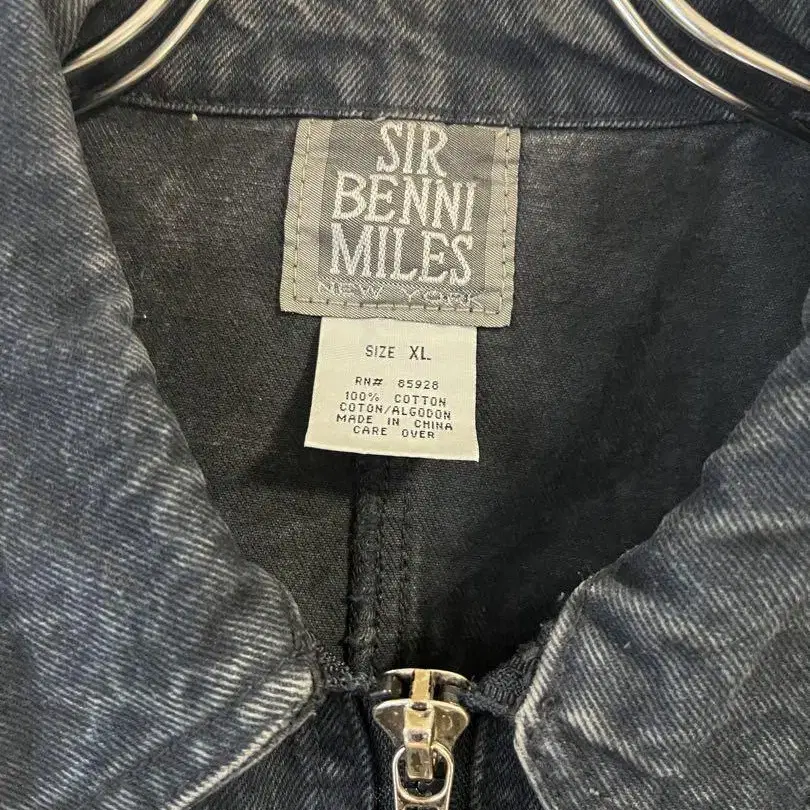 SIR
BENNI
MILES
NEW YORK
SIZE XL
RN# 85928
100% COTTON
COTON/ALGODON
MADE IN CHINA
CARE OVER